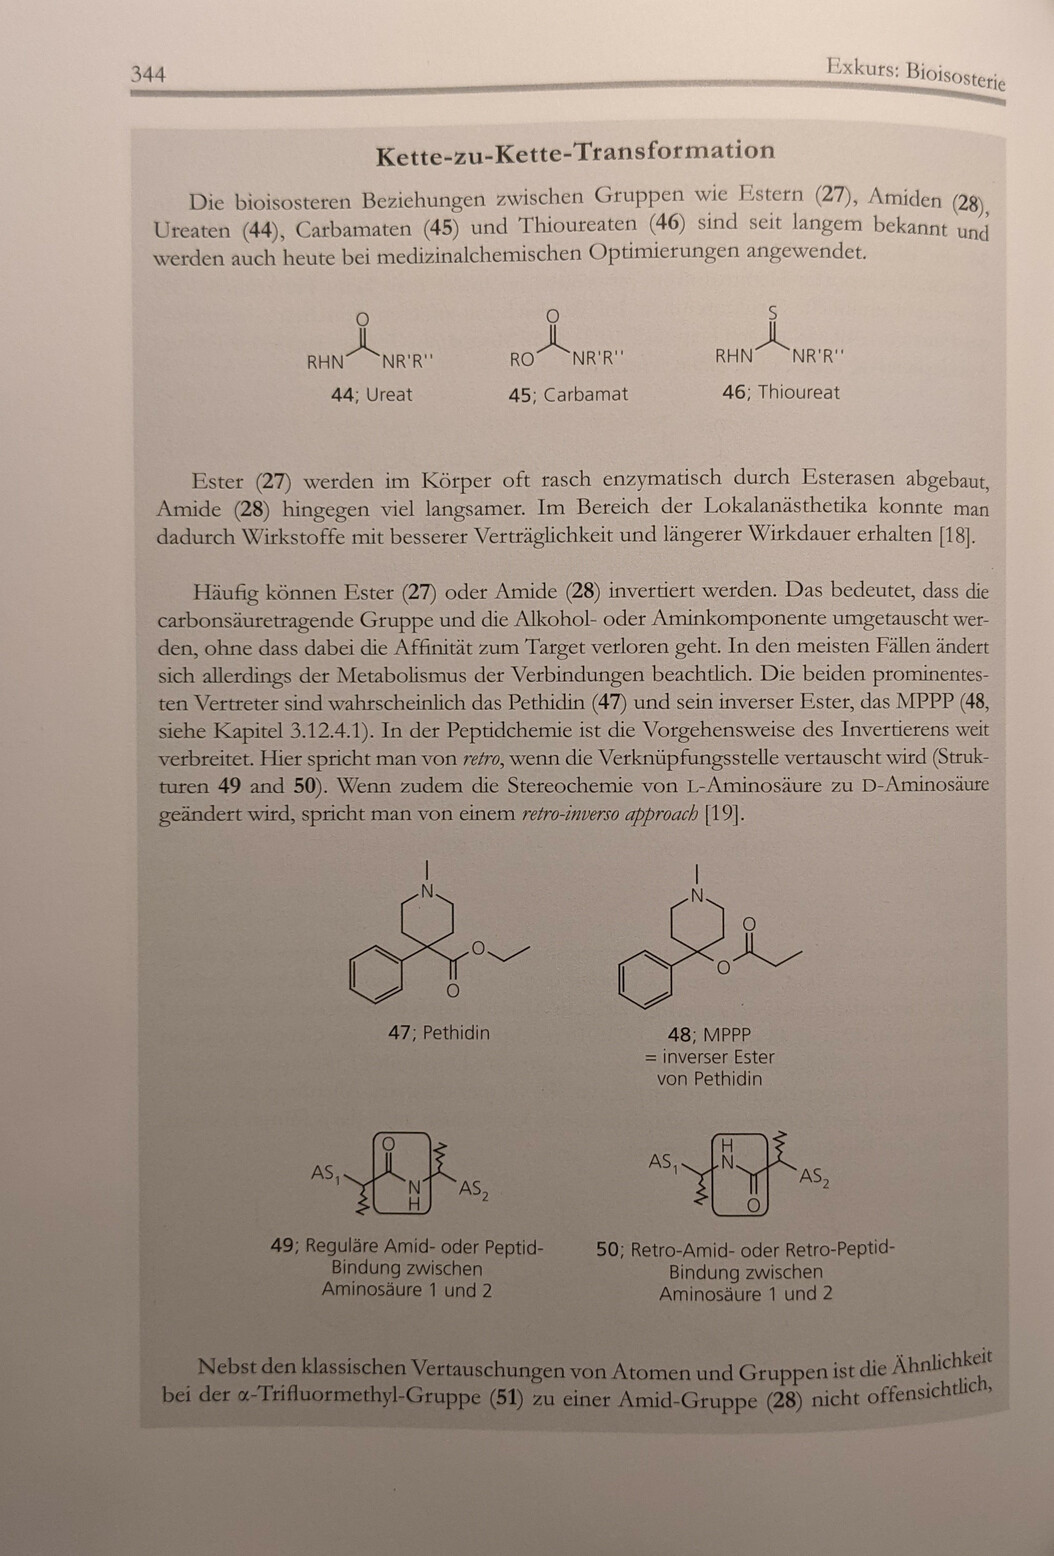 344
Exkurs: Bioisosterie
Kette-zu-Kette-Transformation
Die bioisosteren Beziehungen zwischen Gruppen wie Estern (27), Amiden (28),
Ureaten (44), Carbamaten (45) und Thioureaten (46) sind seit langem bekannt und
werden auch heute bei medizinalchemischen Optimierungen angewendet.
O
RHN NR'R''
44; Ureat
O
RO NR'R''
45; Carbamat
S
RHN NR'R''
46; Thioureat
Ester (27) werden im Körper oft rasch enzymatisch durch Esterasen abgebaut,
Amide (28) hingegen viel langsamer. Im Bereich der Lokalanästhetika konnte man
dadurch Wirkstoffe mit besserer Verträglichkeit und längerer Wirkdauer erhalten [18].
Häufig können Ester (27) oder Amide (28) invertiert werden. Das bedeutet, dass die
carbonsäuretragende Gruppe und die Alkohol- oder Aminkomponente umgetauscht wer-
den, ohne dass dabei die Affinität zum Target verloren geht. In den meisten Fällen ändert
sich allerdings der Metabolismus der Verbindungen beachtlich. Die beiden prominentes-
ten Vertreter sind wahrscheinlich das Pethidin (47) und sein inverser Ester, das MPPP (48,
siehe Kapitel 3.12.4.1). In der Peptidchemie ist die Vorgehensweise des Invertierens weit
verbreitet. Hier spricht man von retro, wenn die Verknüpfungsstelle vertauscht wird (Struk-
turen 49 and 50). Wenn zudem die Stereochemie von L-Aminosäure zu D-Aminosäure
geändert wird, spricht man von einem retro-inverso approach [19].
N
O
O
47; Pethidin
N
O
O
48; MPPP
= inverser Ester
von Pethidin
O
AS1
N
H
AS2
49; Reguläre Amid- oder Peptid-
Bindung zwischen
Aminosäure 1 und 2
H
N
AS1
O
AS2
50; Retro-Amid- oder Retro-Peptid-
Bindung zwischen
Aminosäure 1 und 2
Nebst den klassischen Vertauschungen von Atomen und Gruppen ist die Ähnlichkeit
bei der α-Trifluormethyl-Gruppe (51) zu einer Amid-Gruppe (28) nicht offensichtlich,